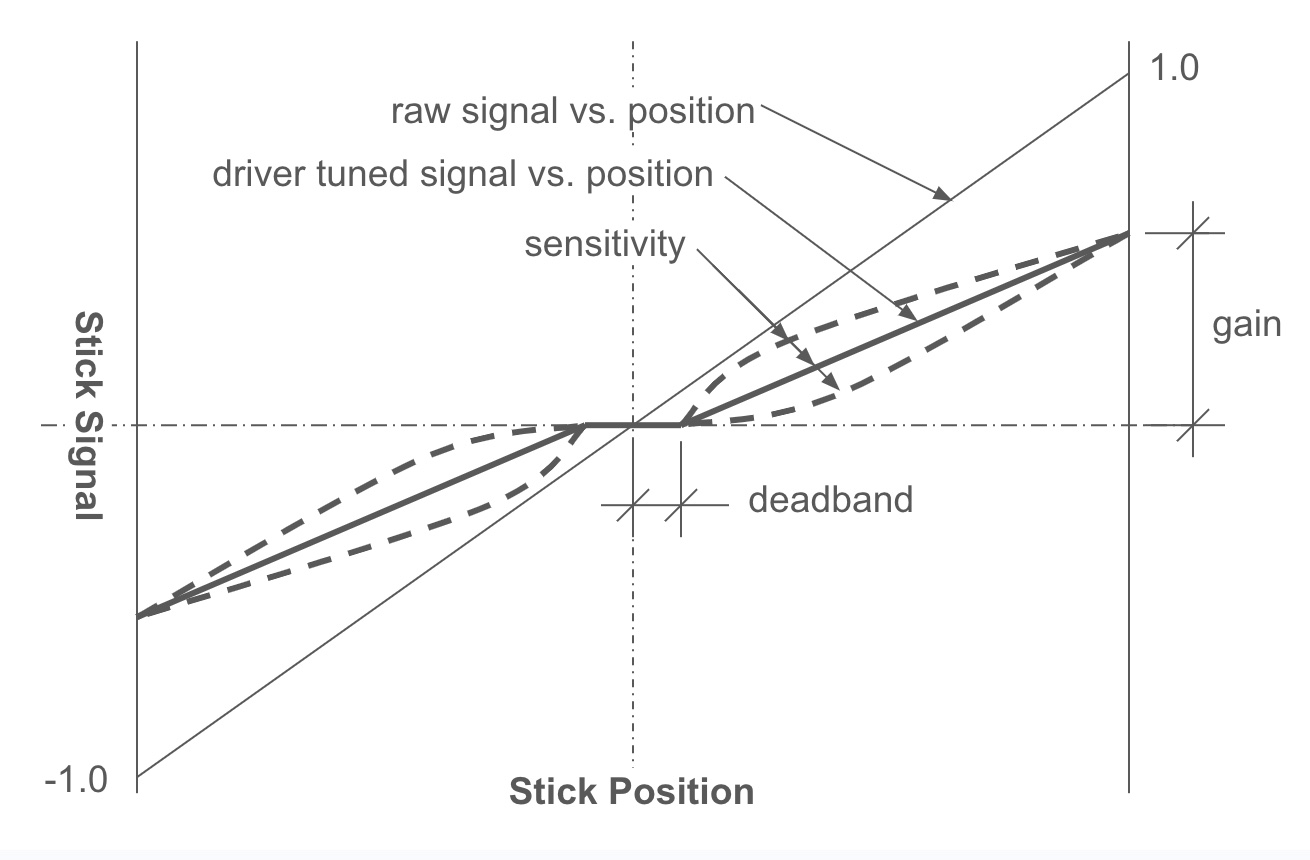 1.0
raw signal vs. position
driver tuned signal vs. position
sensitivity
gain
Stick Signal
deadband
-1.0
Stick Position